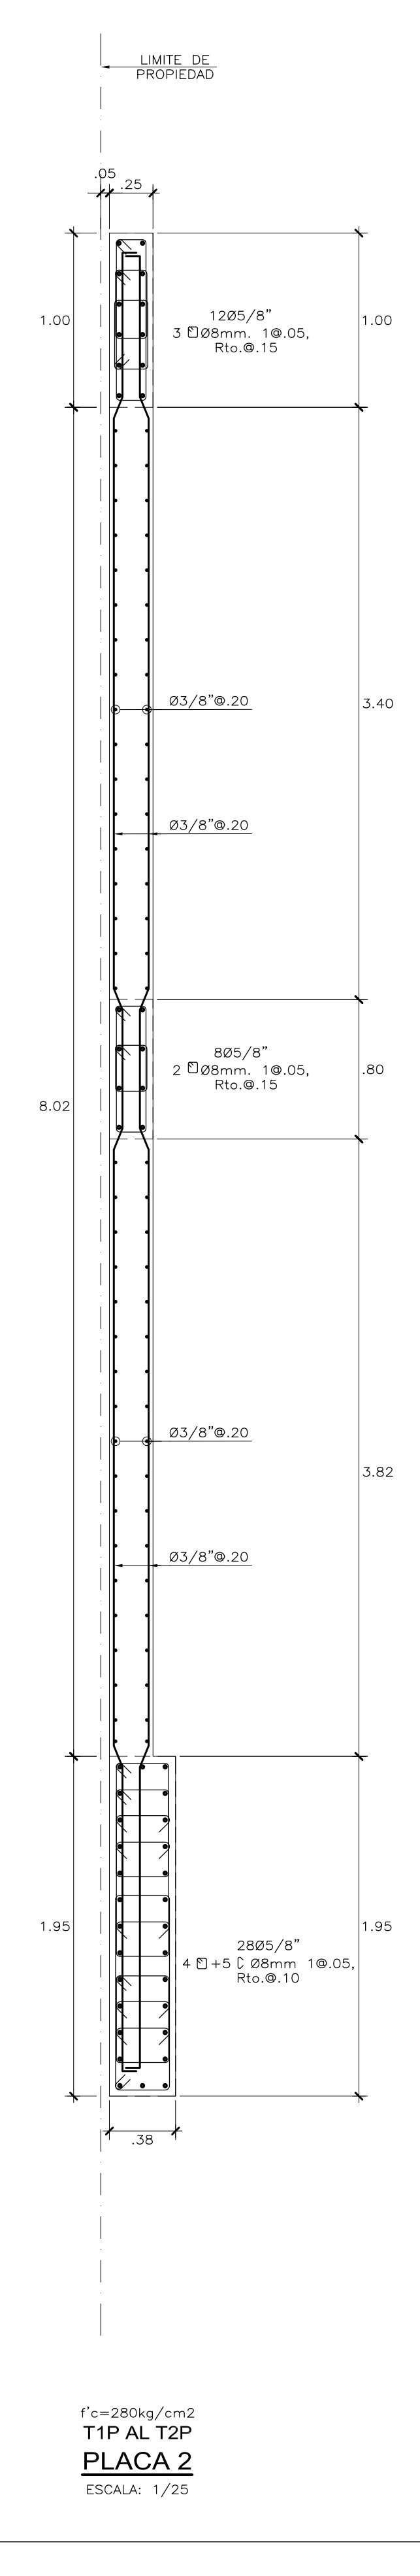 LIMITE DE
PROPIEDAD
.05
.25
1.00
12Ø5/8"
3 Ø8mm. 1@.05,
Rto.@.15
1.00
Ø3/8"@.20
3.40
Ø3/8"@.20
8Ø5/8"
2 Ø8mm. 1@.05,
Rto.@.15
.80
8.02
Ø3/8"@.20
3.82
Ø3/8"@.20
1.95
28Ø5/8"
4 +5 Ø8mm 1@.05,
Rto.@.10
1.95
.38
f'c=280kg/cm2
T1P AL T2P
PLACA 2
ESCALA: 1/25